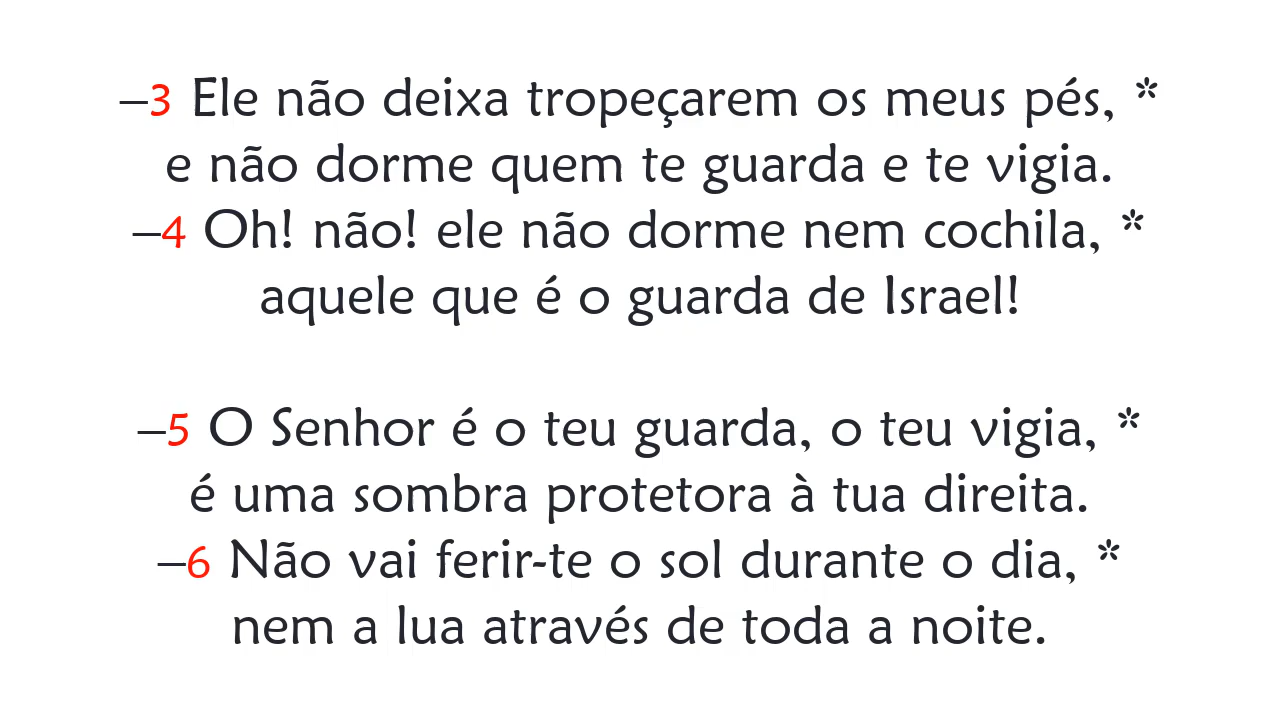 –3 Ele não deixa tropeçarem os meus pés, *
e não dorme quem te guarda e te vigia.
–4 Oh! não! ele não dorme nem cochila, *
aquele que é o guarda de Israel!
–5 O Senhor é o teu guarda, o teu vigia, *
é uma sombra protetora à tua direita.
–6 Não vai ferir-te o sol durante o dia, *
nem a lua através de toda a noite.